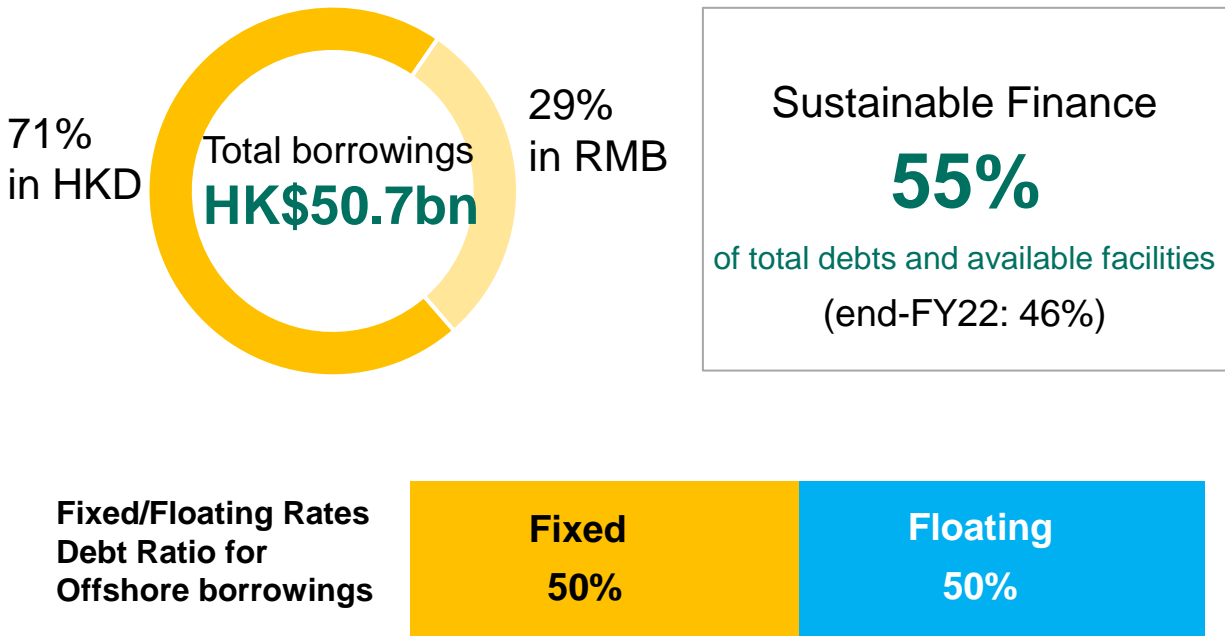 71%
in HKD
Total borrowings
HK$50.7bn
29%
in RMB
Sustainable Finance
55%
of total debts and available facilities
(end-FY22: 46%)
Fixed/Floating Rates
Debt Ratio for
Offshore borrowings
Fixed
50%
Floating
50%